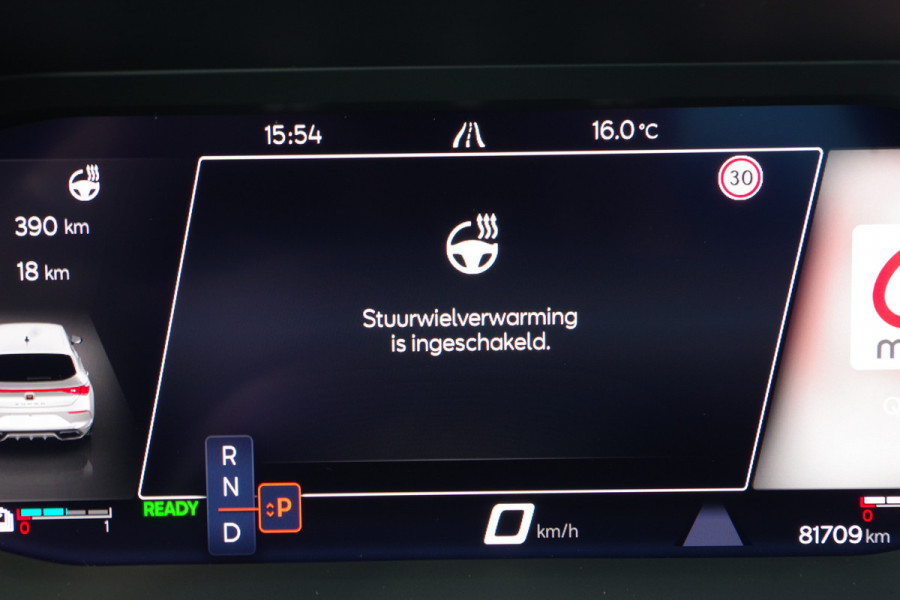 15:54
16.0 °C
30
390 km
18 km
Stuurwielverwarming
is ingeschakeld.
R
N
D
P
READY
0
1
0 km/h
0
81709 km